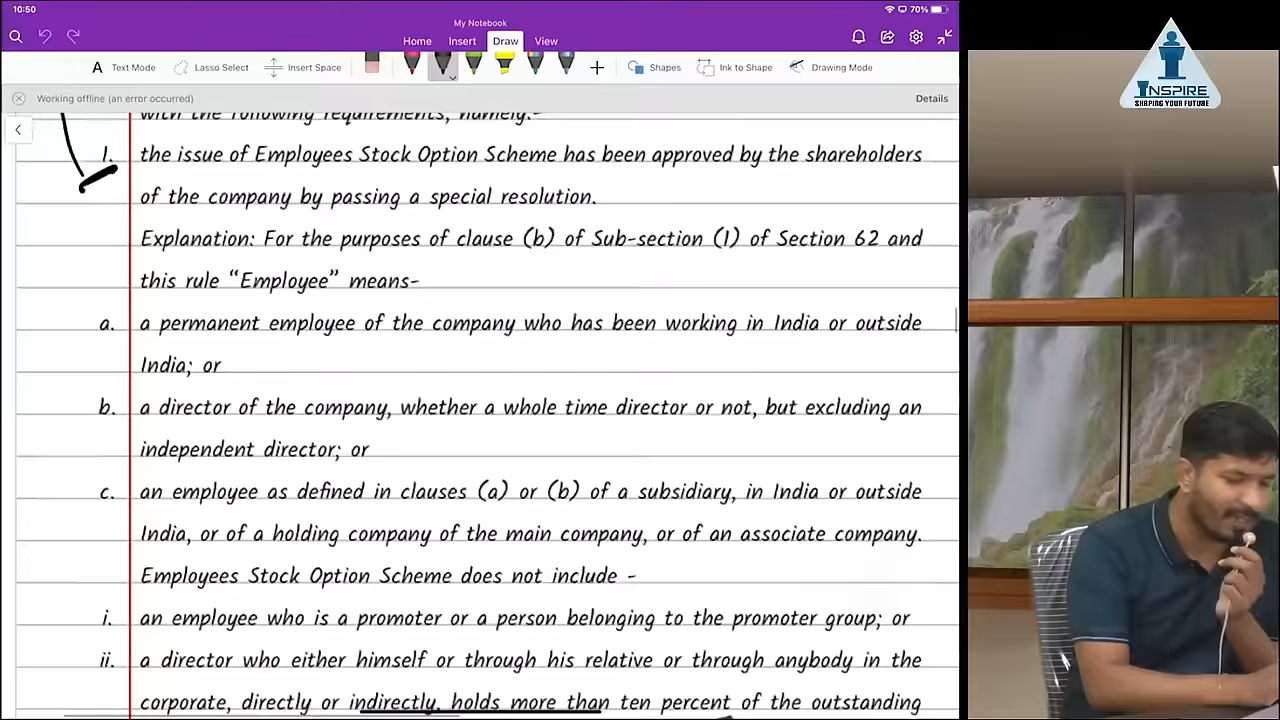 10:50
70%
My Notebook
Home Insert Draw View
Text Mode Lasso Select Insert Space Shapes Ink to Shape Drawing Mode
Working offline (an error occurred) Details
with the following requirements, namely:-
1. the issue of Employees Stock Option Scheme has been approved by the shareholders
of the company by passing a special resolution.
Explanation: For the purposes of clause (b) of Sub-section (1) of Section 62 and
this rule “Employee” means-
a. a permanent employee of the company who has been working in India or outside
India; or
b. a director of the company, whether a whole time director or not, but excluding an
independent director; or
c. an employee as defined in clauses (a) or (b) of a subsidiary, in India or outside
India, or of a holding company of the main company, or of an associate company.
Employees Stock Option Scheme does not include -
i. an employee who is a promoter or a person belonging to the promoter group; or
ii. a director who either himself or through his relative or through anybody in the
corporate, directly or indirectly holds more than ten percent of the outstanding
INSPIRE
SHAPING YOUR FUTURE